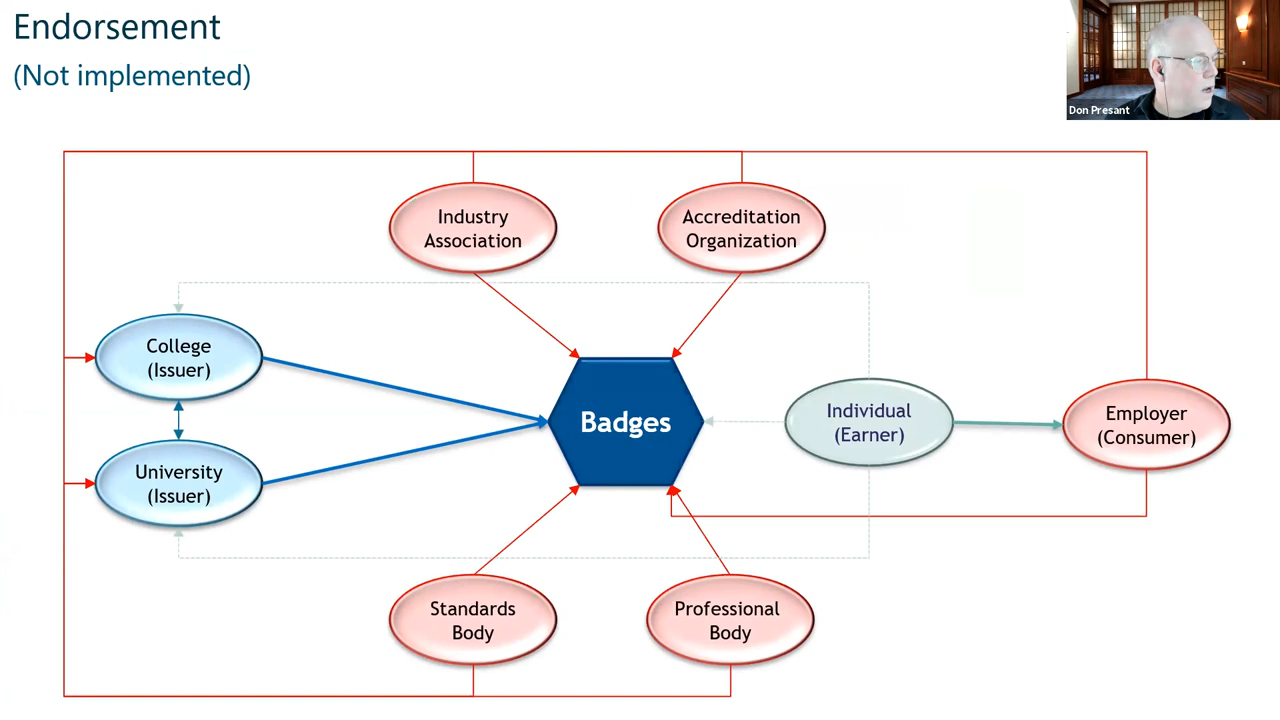 Endorsement
(Not implemented)
Don Presant
Industry
Association
Accreditation
Organization
College
(Issuer)
University
(Issuer)
Badges
Individual
(Earner)
Employer
(Consumer)
Standards
Body
Professional
Body